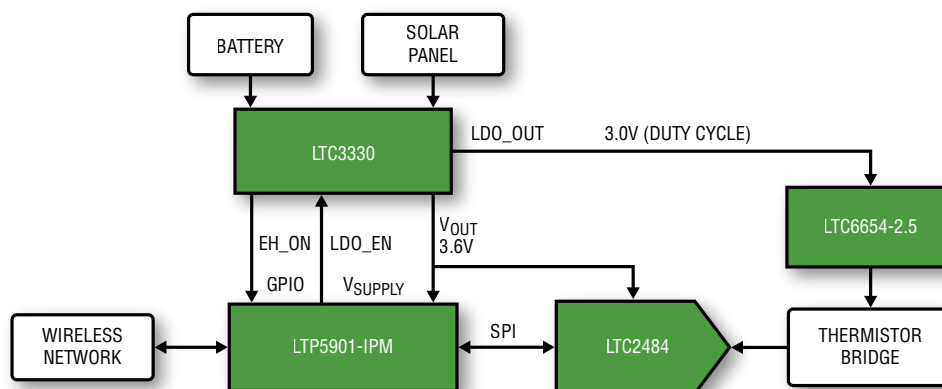 BATTERY
SOLAR
PANEL
LTC3330
LDO_OUT
3.0V (DUTY CYCLE)
LTC6654-2.5
EH_ON
LDO_EN
VOUT
3.6V
GPIO
VSUPPLY
WIRELESS
NETWORK
LTP5901-IPM
SPI
LTC2484
THERMISTOR
BRIDGE